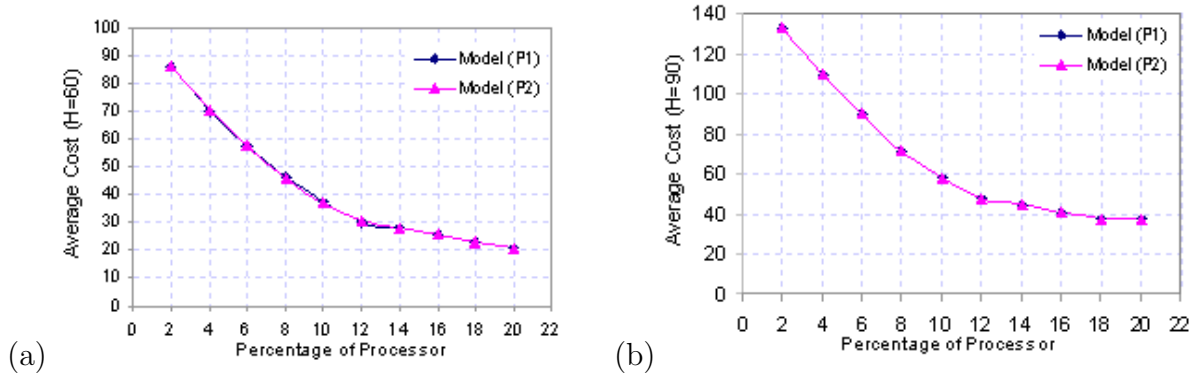 100
90
80
70
60
50
40
30
20
10
0
Average Cost (H=60)
Model (P1)
Model (P2)
0 2 4 6 8 10 12 14 16 18 20 22
Percentage of Processor
(a)
140
120
100
80
60
40
20
0
Average Cost (H=90)
Model (P1)
Model (P2)
0 2 4 6 8 10 12 14 16 18 20 22
Percentage of Processor
(b)